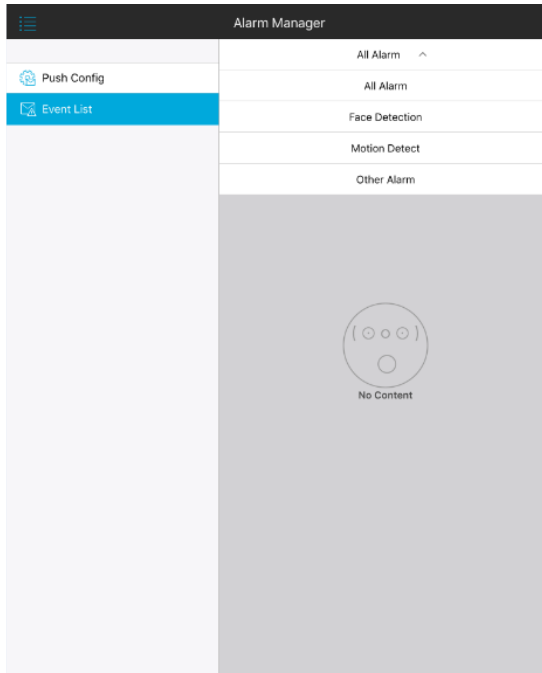 Alarm Manager
Push Config
Event List
All Alarm
All Alarm
Face Detection
Motion Detect
Other Alarm
No Content